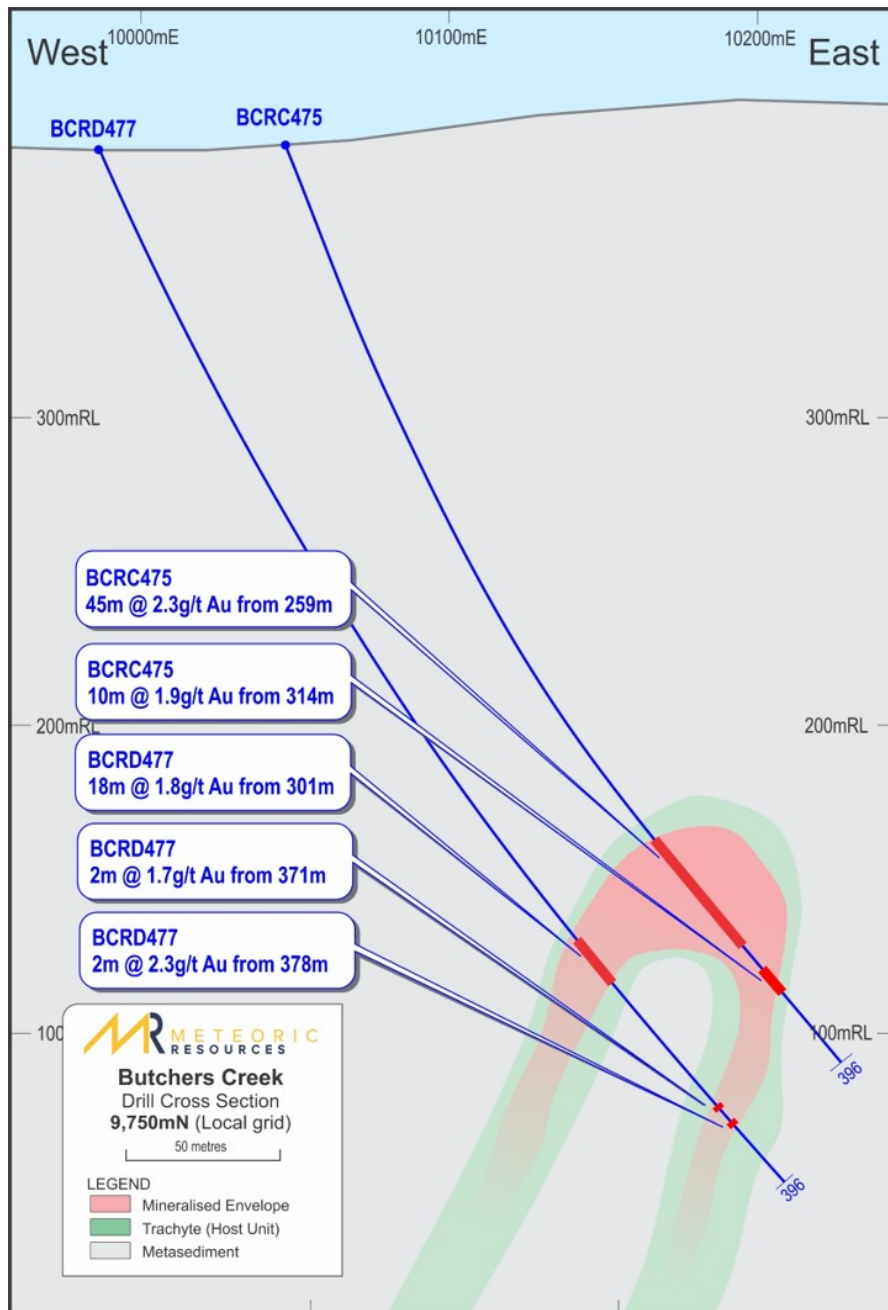 10000mE
10100mE
10200mE
West
East
BCRD477
BCRC475
300mRL
300mRL
BCRC475
45m @ 2.3g/t Au from 259m
BCRC475
10m @ 1.9g/t Au from 314m
200mRL
200mRL
BCRD477
18m @ 1.8g/t Au from 301m
BCRD477
2m @ 1.7g/t Au from 371m
BCRD477
2m @ 2.3g/t Au from 378m
100
100mRL
396
396
MR METEORIC
RESOURCES
Butchers Creek
Drill Cross Section
9,750mN (Local grid)
50 metres
LEGEND
Mineralised Envelope
Trachyte (Host Unit)
Metasediment